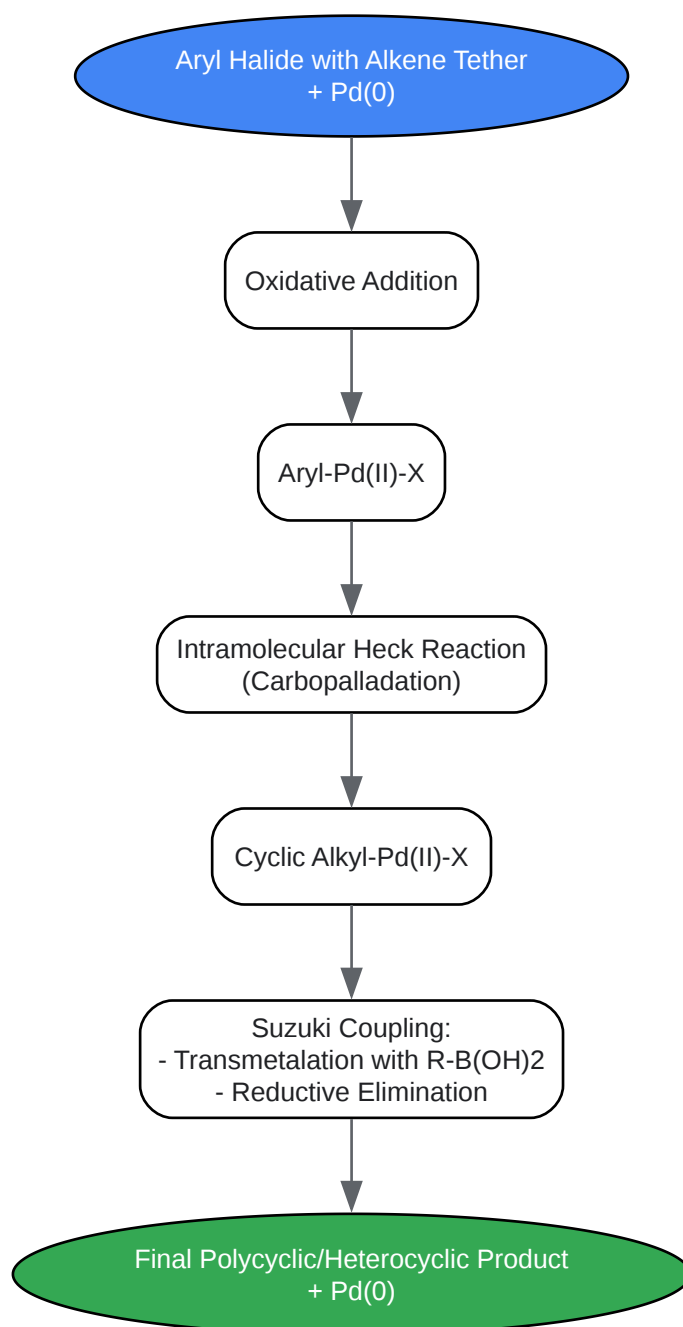 Aryl Halide with Alkene Tether
+ Pd(0)
Oxidative Addition
Aryl-Pd(II)-X
Intramolecular Heck Reaction
(Carbopalladation)
Cyclic Alkyl-Pd(II)-X
Suzuki Coupling:
- Transmetalation with R-B(OH)2
- Reductive Elimination
Final Polycyclic/Heterocyclic Product
+ Pd(0)